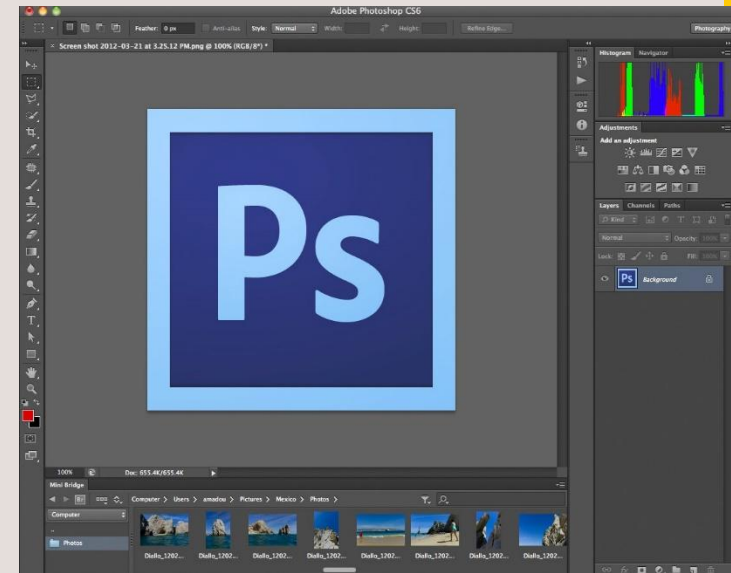 Adobe Photoshop CS6
Feather: 0 px Anti-alias Style: Normal Width: Height: Refine Edge... Photography
× Screen shot 2012-03-21 at 3.25.12 PM.png @ 100% (RGB/8*) *
Histogram Navigator
Adjustments
Add an adjustment
Layers Channels Paths
Kind
Normal Opacity: 100%
Lock: Fill: 100%
Ps Background
Ps
100% Doc: 655.4K/655.4K
Mini Bridge
Computer > Users > amadou > Pictures > Mexico > Photos >
Computer
..
Photos
Diallo_1202... Diallo_1202... Diallo_1202... Diallo_1202... Diallo_1202... Diallo_1202... Diallo_1202... Diallo_1202...